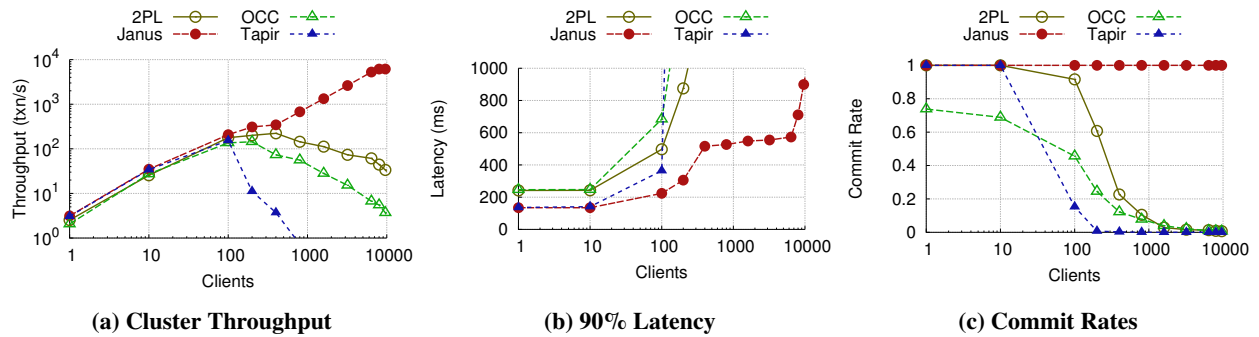 2PL OCC
Janus Tapir
Throughput (txn/s)
10^4
10^3
10^2
10^1
10^0
1 10 100 1000 10000
Clients
(a) Cluster Throughput
2PL OCC
Janus Tapir
Latency (ms)
1000
800
600
400
200
0
1 10 100 1000 10000
Clients
(b) 90% Latency
2PL OCC
Janus Tapir
Commit Rate
1
0.8
0.6
0.4
0.2
0
1 10 100 1000 10000
Clients
(c) Commit Rates